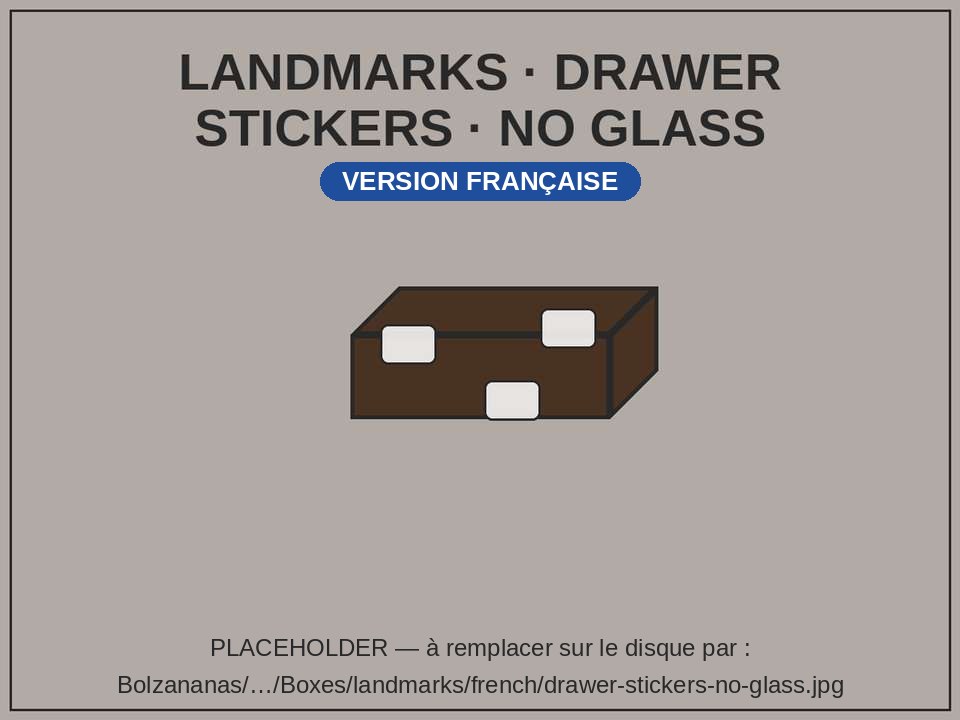 LANDMARKS · DRAWER
STICKERS · NO GLASS
VERSION FRANÇAISE
PLACEHOLDER — à remplacer sur le disque par :
Bolzananas/…/Boxes/landmarks/french/drawer-stickers-no-glass.jpg